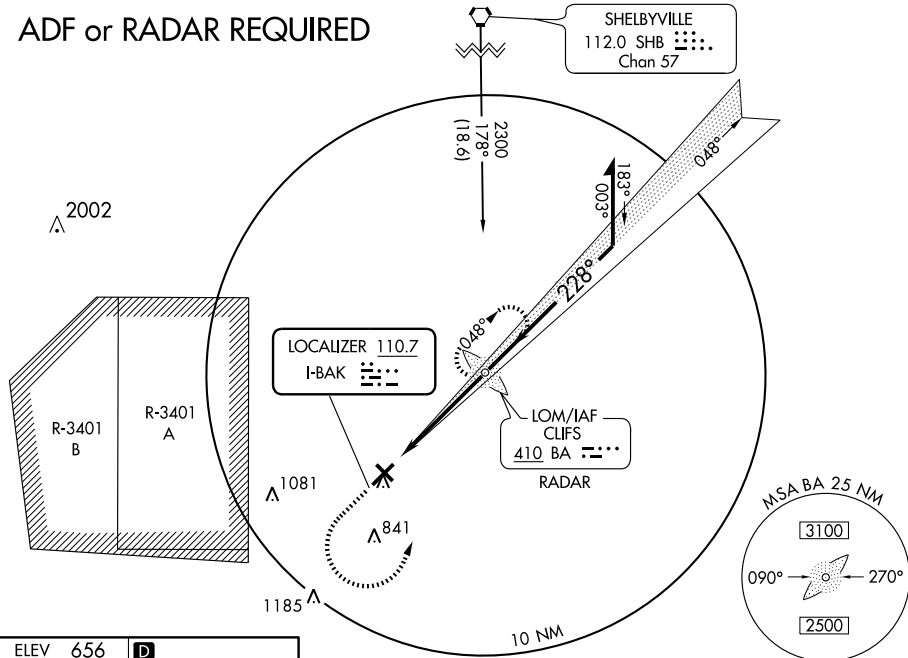 ADF or RADAR REQUIRED
SHELBYVILLE
112.0 SHB
Chan 57
2300
178°
(18.6)
048°
183°
003°
2002
228°
048°
LOCALIZER 110.7
I-BAK
R-3401
B
R-3401
A
LOM/IAF
CLIFS
410 BA
RADAR
1081
841
1185
10 NM
MSA BA 25 NM
3100
090°
270°
2500
ELEV 656 D